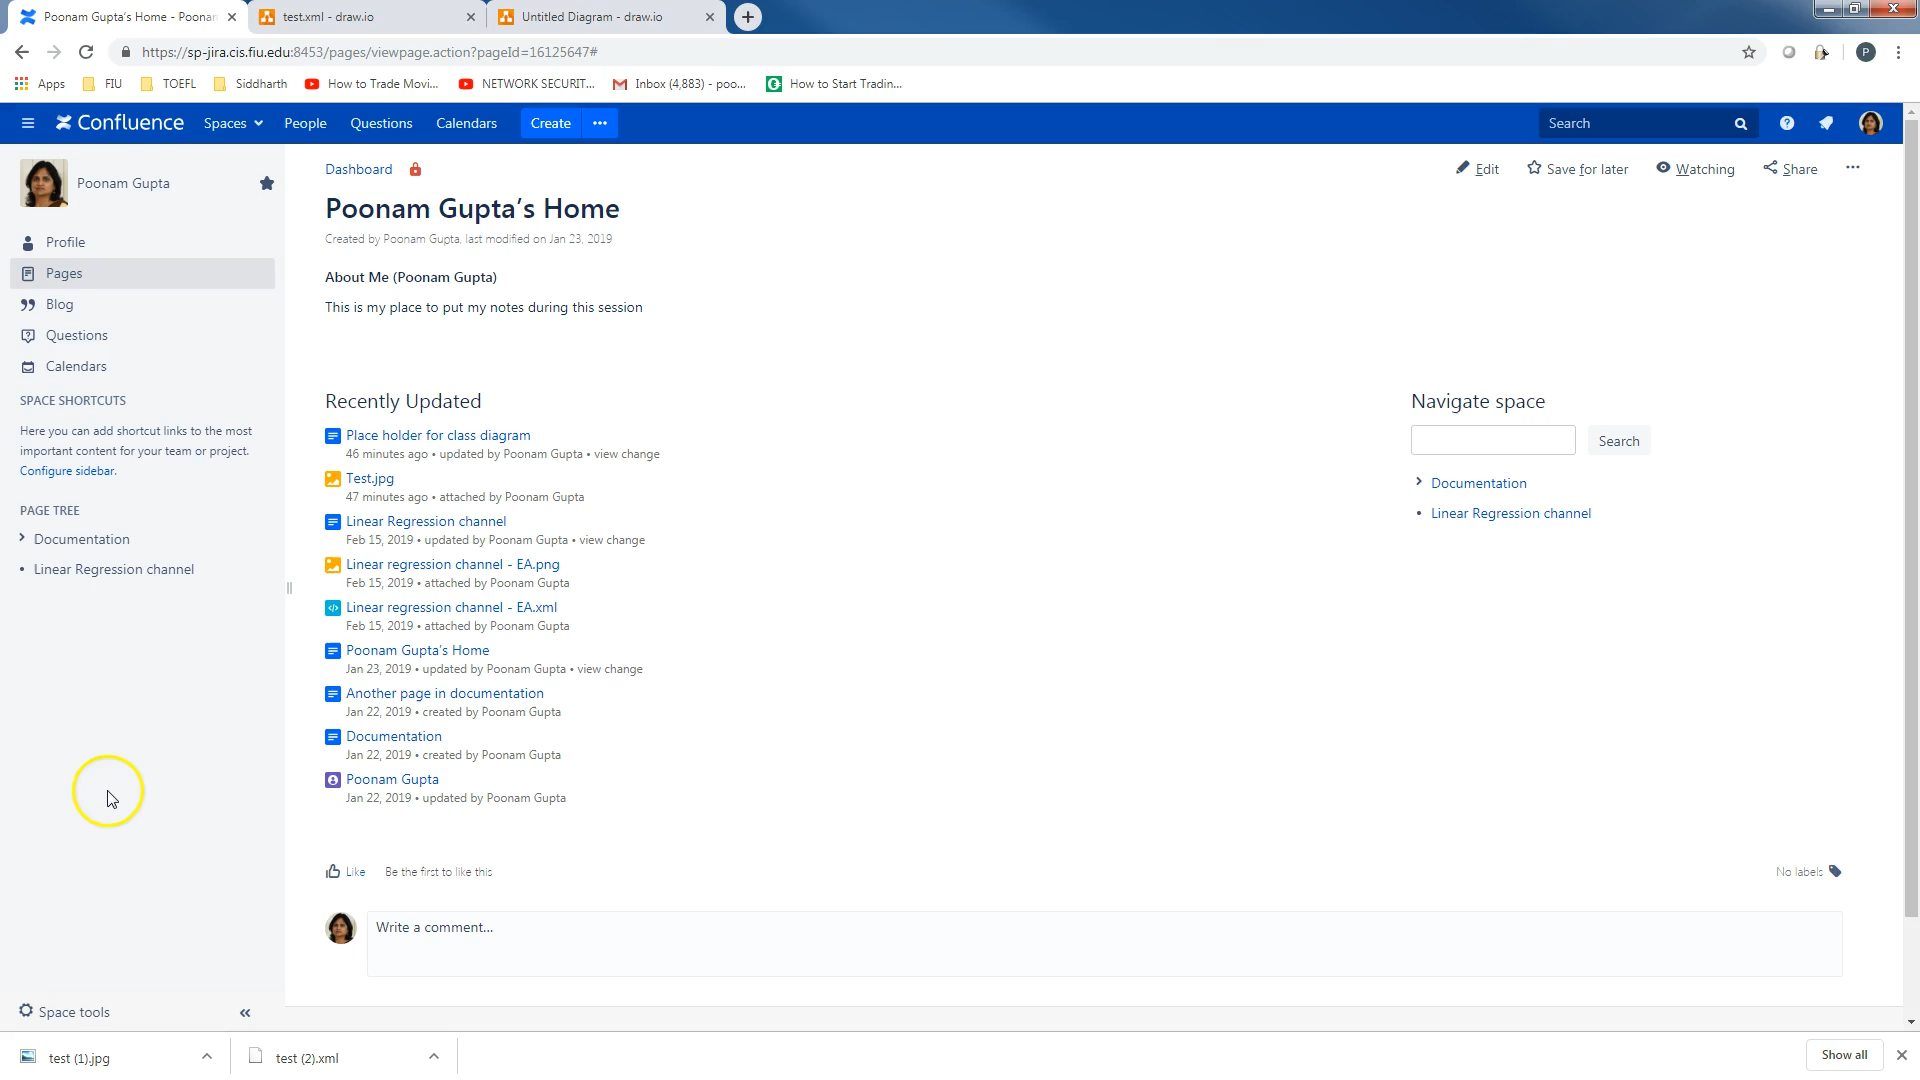 Poonam Gupta's Home - Poonam
test.xml - draw.io
Untitled Diagram - draw.io
https://sp-jira.cis.fiu.edu:8453/pages/viewpage.action?pageId=16125647#
P
Apps
FIU
TOEFL
Siddharth
How to Trade Movi...
NETWORK SECURIT...
Inbox (4,883) - poo...
How to Start Tradin...
Confluence
Spaces
People
Questions
Calendars
Create
Search
Poonam Gupta
Profile
Pages
Blog
Questions
Calendars
SPACE SHORTCUTS
Here you can add shortcut links to the most
important content for your team or project.
Configure sidebar.
PAGE TREE
Documentation
Linear Regression channel
Space tools
Dashboard
Edit
Save for later
Watching
Share
Poonam Gupta's Home
Created by Poonam Gupta, last modified on Jan 23, 2019
About Me (Poonam Gupta)
This is my place to put my notes during this session
Recently Updated
Place holder for class diagram
46 minutes ago • updated by Poonam Gupta • view change
Test.jpg
47 minutes ago • attached by Poonam Gupta
Linear Regression channel
Feb 15, 2019 • updated by Poonam Gupta • view change
Linear regression channel - EA.png
Feb 15, 2019 • attached by Poonam Gupta
Linear regression channel - EA.xml
Feb 15, 2019 • attached by Poonam Gupta
Poonam Gupta's Home
Jan 23, 2019 • updated by Poonam Gupta • view change
Another page in documentation
Jan 22, 2019 • created by Poonam Gupta
Documentation
Jan 22, 2019 • created by Poonam Gupta
Poonam Gupta
Jan 22, 2019 • updated by Poonam Gupta
Navigate space
Search
Documentation
Linear Regression channel
Like
Be the first to like this
No labels
Write a comment...
test (1).jpg
test (2).xml
Show all